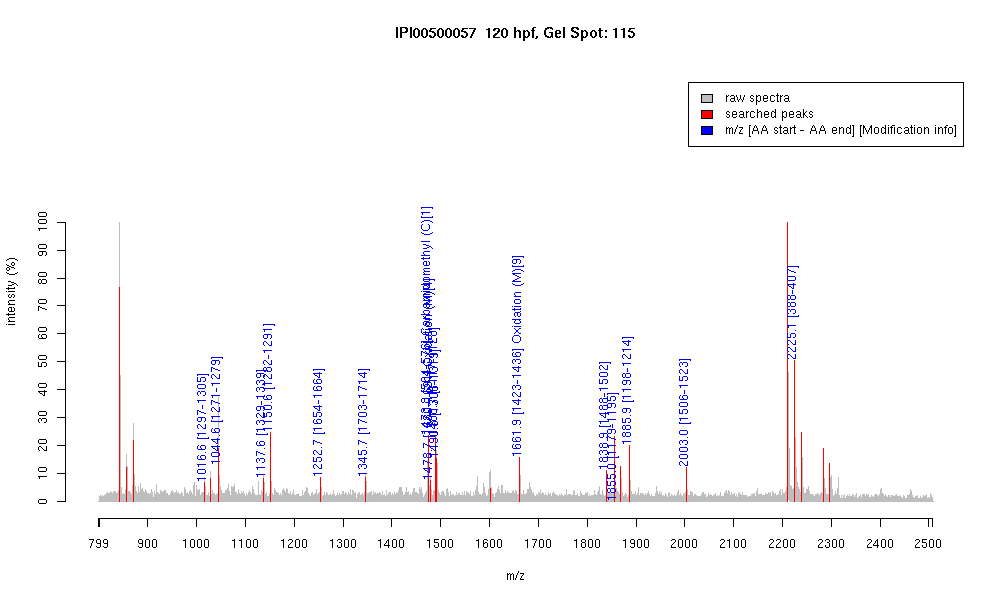 IPI00500057 120 hpf, Gel Spot: 115
raw spectra
searched peaks
m/z [AA start - AA end] [Modification info]
intensity (%)
100
90
80
70
60
50
40
30
20
10
0
1016.6 [1297-1305]
1044.6 [1271-1279]
1137.6 [1329-1339]
1150.6 [1282-1291]
1252.7 [1654-1664]
1345.7 [1703-1714]
Carbamidomethyl (C)[1]
1661.9 [1423-1436] Oxidation (M)[9]
1838.9 [1488-1502]
1885.9 [1198-1214]
2003.0 [1506-1523]
2225.1 [388-407]
799 900 1000 1100 1200 1300 1400 1500 1600 1700 1800 1900 2000 2100 2200 2300 2400 2500
m/z